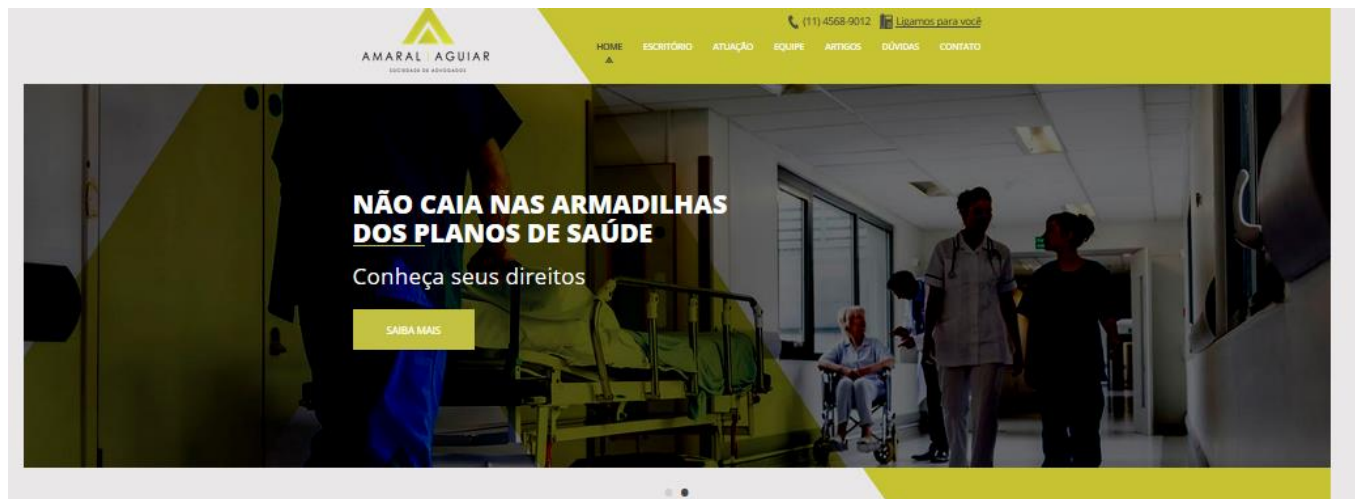 (11) 4568-9012 Ligamos para você
AMARAL AGUIAR
SOCIEDADE DE ADVOGADOS
HOME ESCRITÓRIO ATUAÇÃO EQUIPE ARTIGOS DÚVIDAS CONTATO
NÃO CAIA NAS ARMADILHAS
DOS PLANOS DE SAÚDE
Conheça seus direitos
SAIBA MAIS